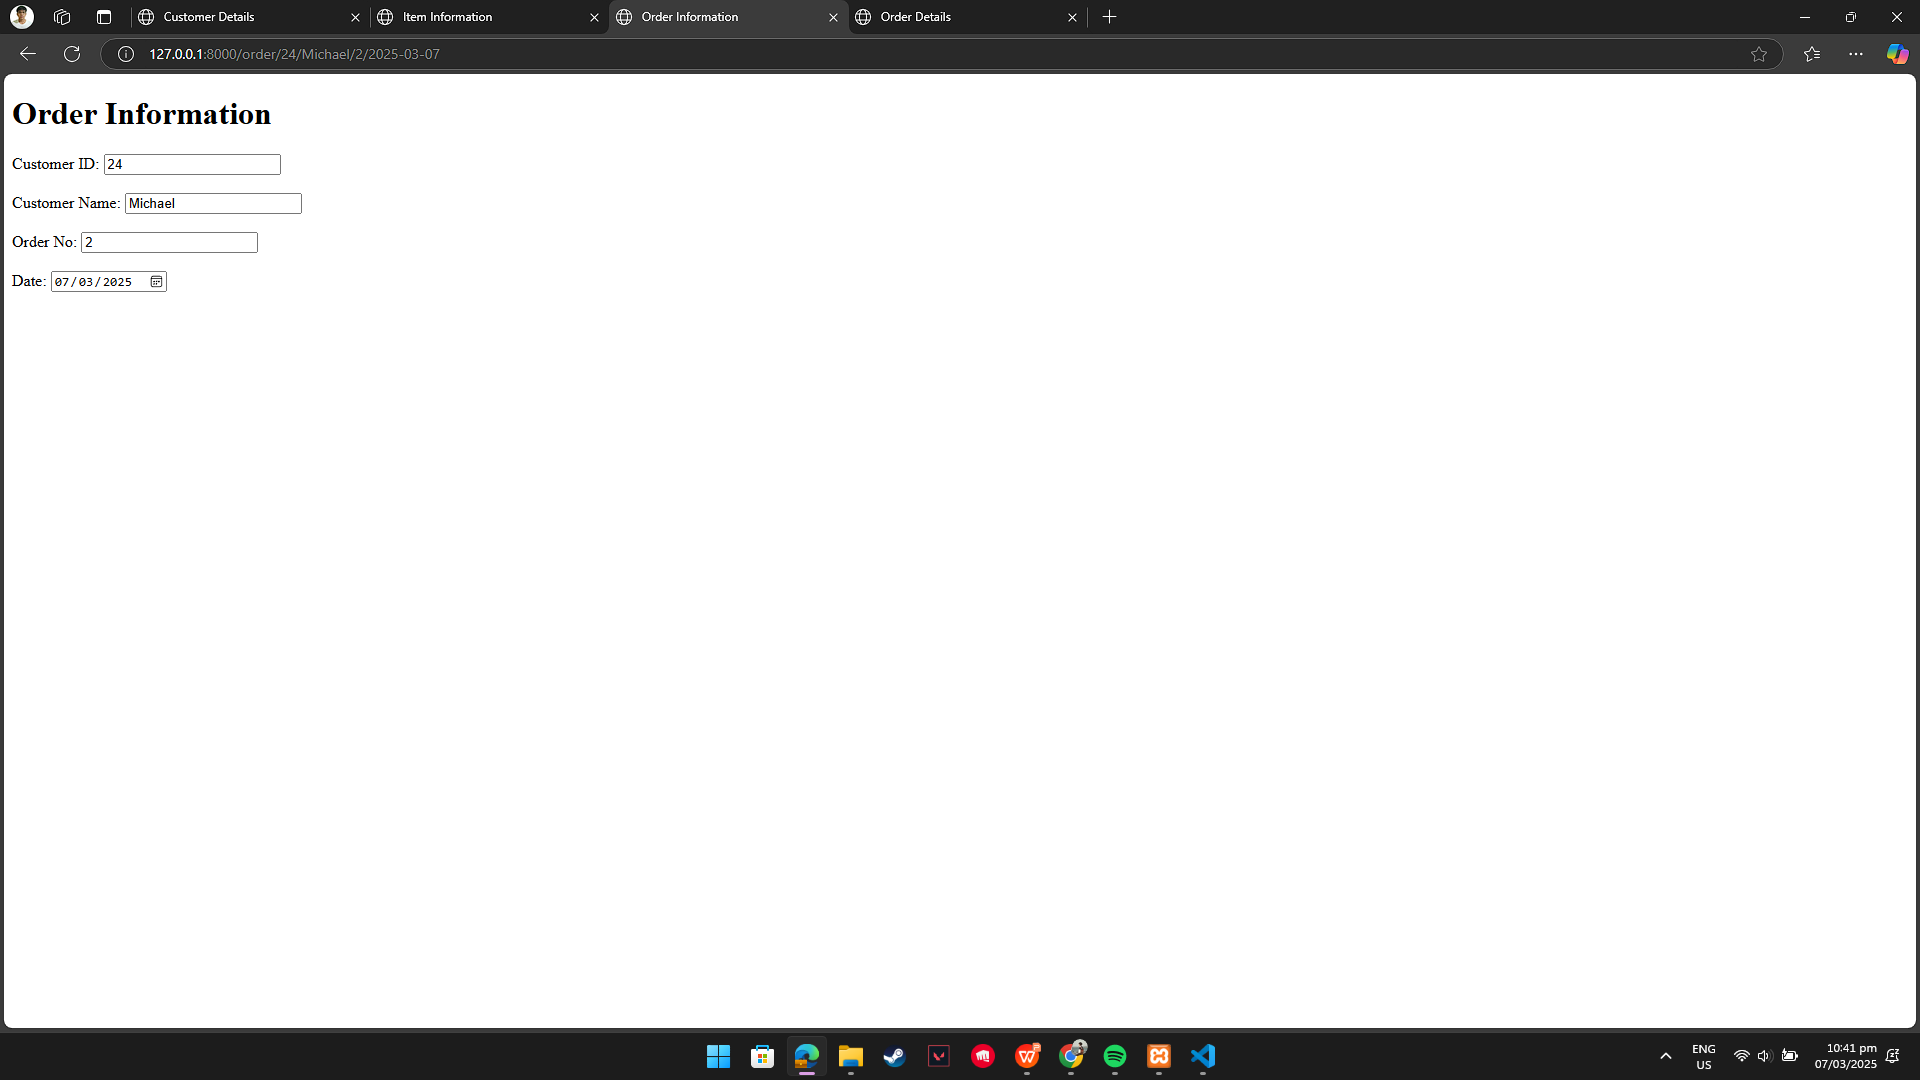 Customer Details
Item Information
Order Information
Order Details
127.0.0.1:8000/order/24/Michael/2/2025-03-07
Order Information
Customer ID: 24
Customer Name: Michael
Order No: 2
Date: 07/03/2025
ENG
US
10:41 pm
07/03/2025